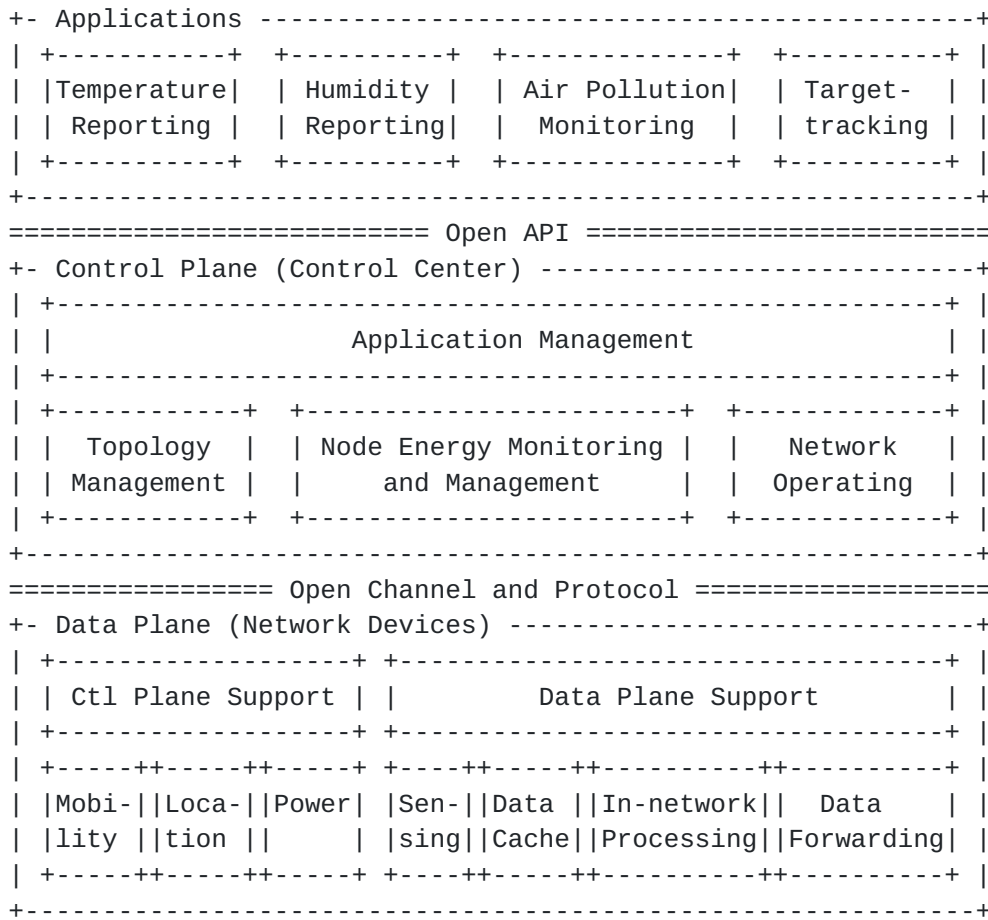 +- Applications ----------------------------------------------+
| +-----------+  +----------+  +--------------+  +----------+ |
| |Temperature|  | Humidity |  | Air Pollution|  | Target-  | |
| | Reporting |  | Reporting|  |  Monitoring  |  | tracking | |
| +-----------+  +----------+  +--------------+  +----------+ |
+-------------------------------------------------------------+
=========================== Open API ==========================
+- Control Plane (Control Center) ----------------------------+
| +---------------------------------------------------------+ |
| |                   Application Management                | |
| +---------------------------------------------------------+ |
| +------------+  +------------------------+  +-------------+ |
| |  Topology  |  | Node Energy Monitoring |  |   Network   | |
| | Management |  |     and Management     |  |  Operating  | |
| +------------+  +------------------------+  +-------------+ |
+-------------------------------------------------------------+
================= Open Channel and Protocol ===================
+- Data Plane (Network Devices) ------------------------------+
| +-------------------+ +-----------------------------------+ |
| | Ctl Plane Support | |         Data Plane Support        | |
| +-------------------+ +-----------------------------------+ |
| +-----++-----++-----+ +----++-----++----------++----------+ |
| |Mobi-||Loca-||Power| |Sen-||Data ||In-network||  Data    | |
| |lity ||tion ||     | |sing||Cache||Processing||Forwarding| |
| +-----++-----++-----+ +----++-----++----------++----------+ |
+-------------------------------------------------------------+